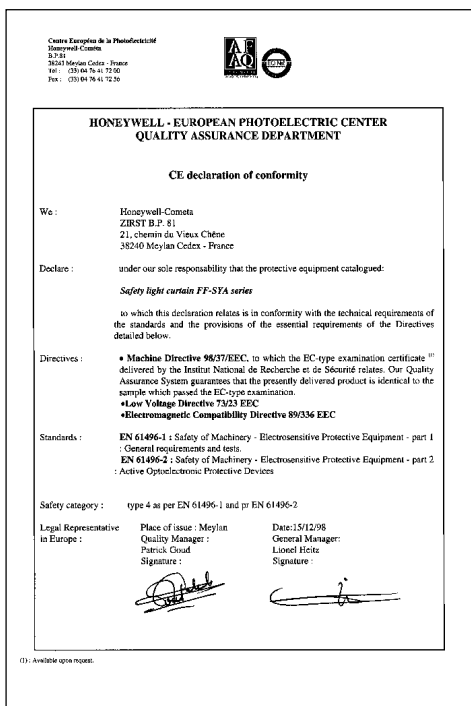 Centre Européen de la Photoélectricité
Honeywell-Cometa
B.P.81
38243 Meylan Cedex - France
Tél : (33) 04 76 41 72 00
Fax : (33) 04 76 41 72 56
AFAQ
HONEYWELL - EUROPEAN PHOTOELECTRIC CENTER
QUALITY ASSURANCE DEPARTMENT
CE declaration of conformity
We : Honeywell-Cometa
ZIRST B.P. 81
21, chemin du Vieux Chêne
38240 Meylan Cedex - France
Declare : under our sole responsibility that the protective equipment catalogued:
Safety light curtain FF-SYA series
to which this declaration relates is in conformity with the technical requirements of
the standards and the provisions of the essential requirements of the Directives
detailed below.
Directives : • Machine Directive 98/37/EEC, to which the EC-type examination certificate (1)
delivered by the Institut National de Recherche et de Sécurité relates. Our Quality
Assurance System guarantees that the presently delivered product is identical to the
sample which passed the EC-type examination.
•Low Voltage Directive 73/23 EEC
•Electromagnetic Compatibility Directive 89/336 EEC
Standards : EN 61496-1 : Safety of Machinery - Electrosensitive Protective Equipment - part 1
: General requirements and tests.
EN 61496-2 : Safety of Machinery - Electrosensitive Protective Equipment - part 2
: Active Optoelectronic Protective Devices
Safety category : type 4 as per EN 61496-1 and pr EN 61496-2
Legal Representative Place of issue : Meylan Date:15/12/98
in Europe : Quality Manager : General Manager:
Patrick Goud Lionel Heitz
Signature : Signature :
(1) : Available upon request.